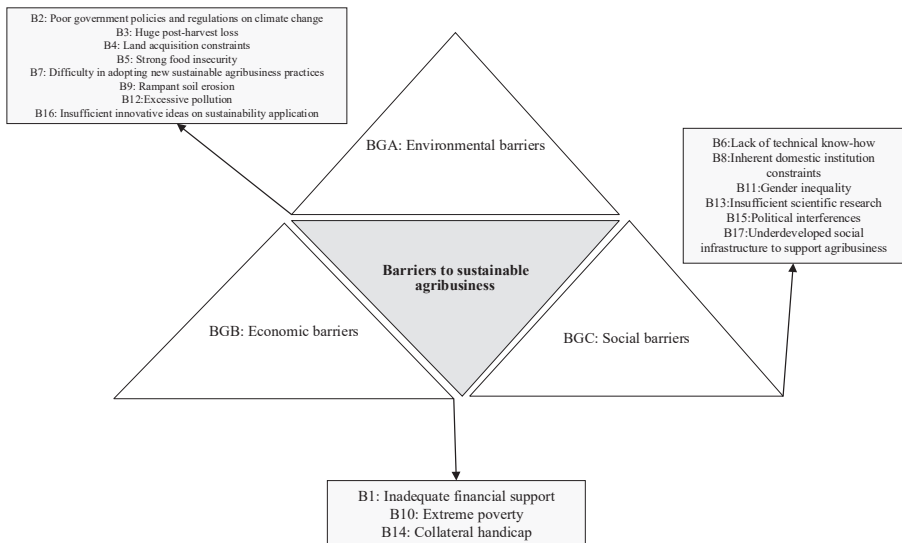 B2: Poor government policies and regulations on climate change
B3: Huge post-harvest loss
B4: Land acquisition constraints
B5: Strong food insecurity
B7: Difficulty in adopting new sustainable agribusiness practices
B9: Rampant soil erosion
B12:Excessive pollution
B16: Insufficient innovative ideas on sustainability application
BGA: Environmental barriers
B6:Lack of technical know-how
B8:Inherent domestic institution
constraints
B11:Gender inequality
B13:Insufficient scientific research
B15:Political interferences
B17:Underdeveloped social
infrastructure to support agribusiness
Barriers to sustainable
agribusiness
BGB: Economic barriers
BGC: Social barriers
B1: Inadequate financial support
B10: Extreme poverty
B14: Collateral handicap